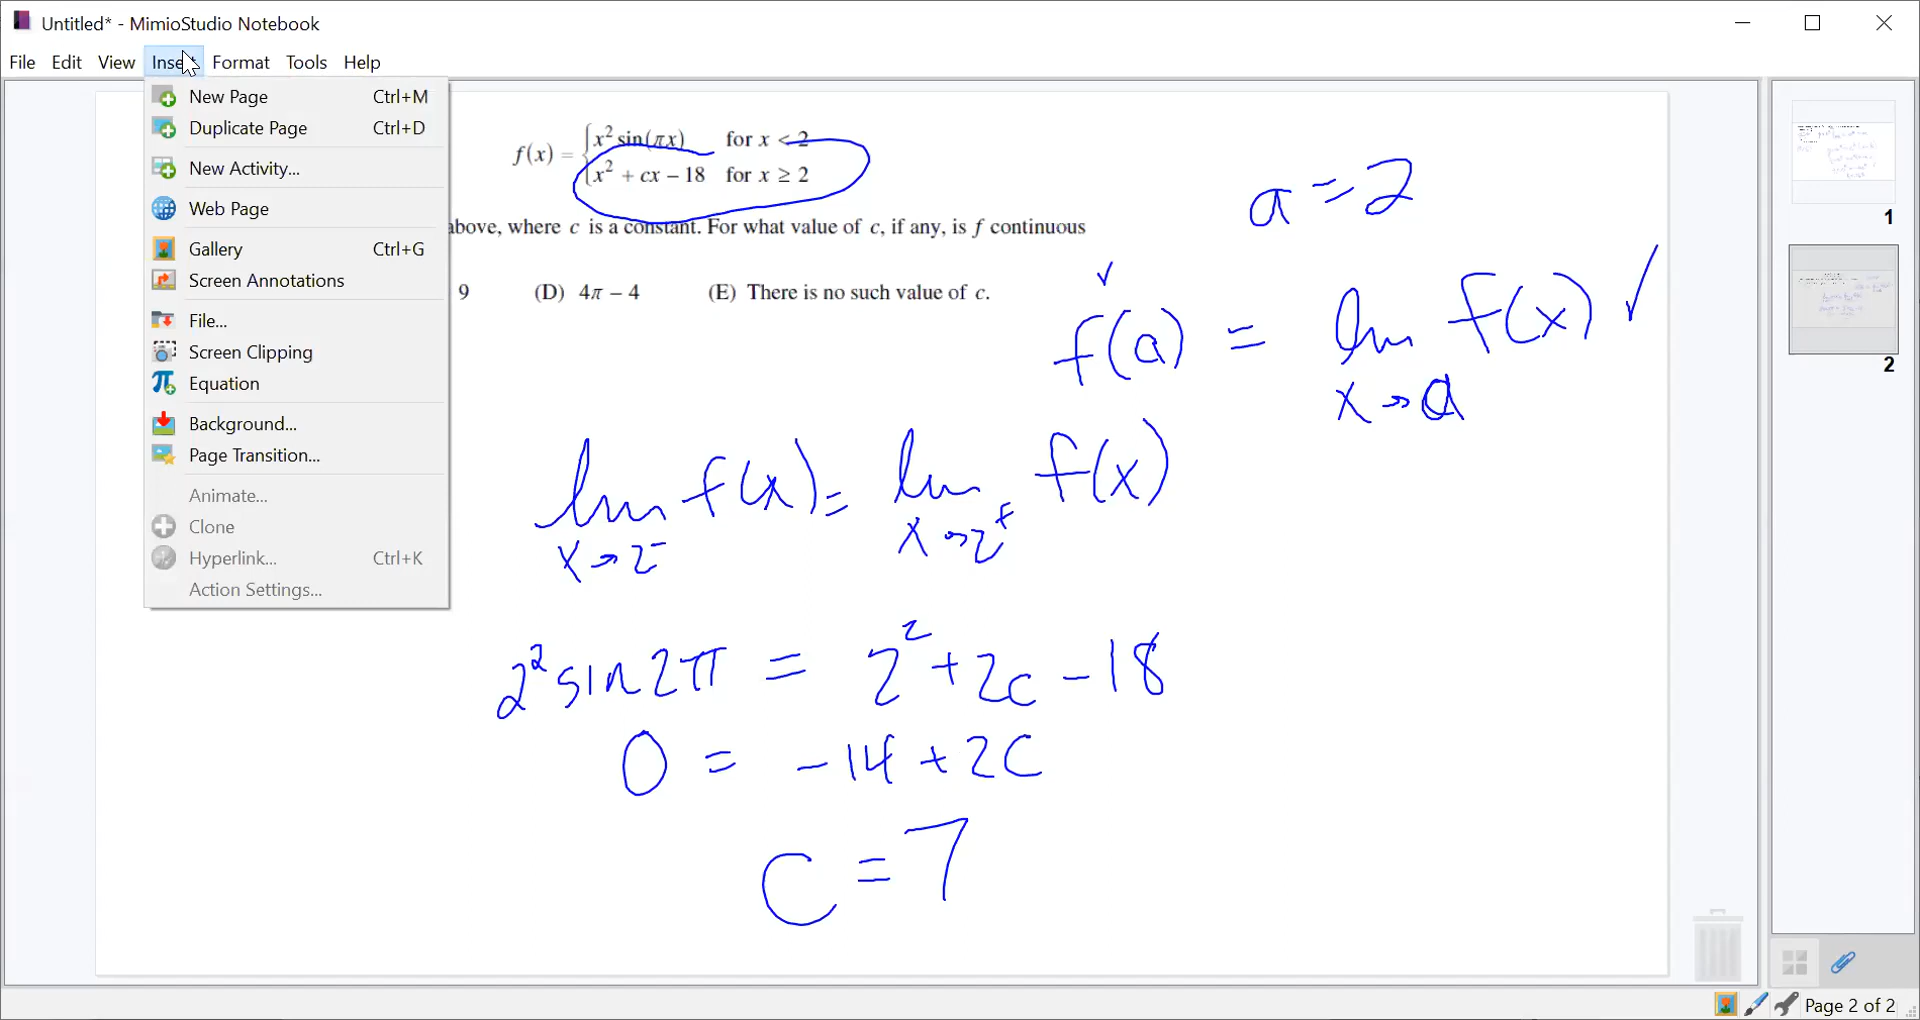 Untitled* - MimioStudio Notebook
File Edit View Insert Format Tools Help
New Page Ctrl+M
Duplicate Page Ctrl+D
New Activity...
Web Page
Gallery Ctrl+G
Screen Annotations
File...
Screen Clipping
Equation
Background...
Page Transition...
Animate...
Clone
Hyperlink... Ctrl+K
Action Settings...
f(x) = { x² sin(πx) for x < 2
x² + cx − 18 for x ≥ 2
above, where c is a constant. For what value of c, if any, is f continuous
9 (D) 4π − 4 (E) There is no such value of c.
a = 2
✓
f(a) = lim f(x) ✓
x → a
lim f(x) = lim f(x)
x → 2⁻ x → 2⁺
2² sin 2π = 2² + 2c − 18
0 = −14 + 2c
c = 7
1
2
Page 2 of 2